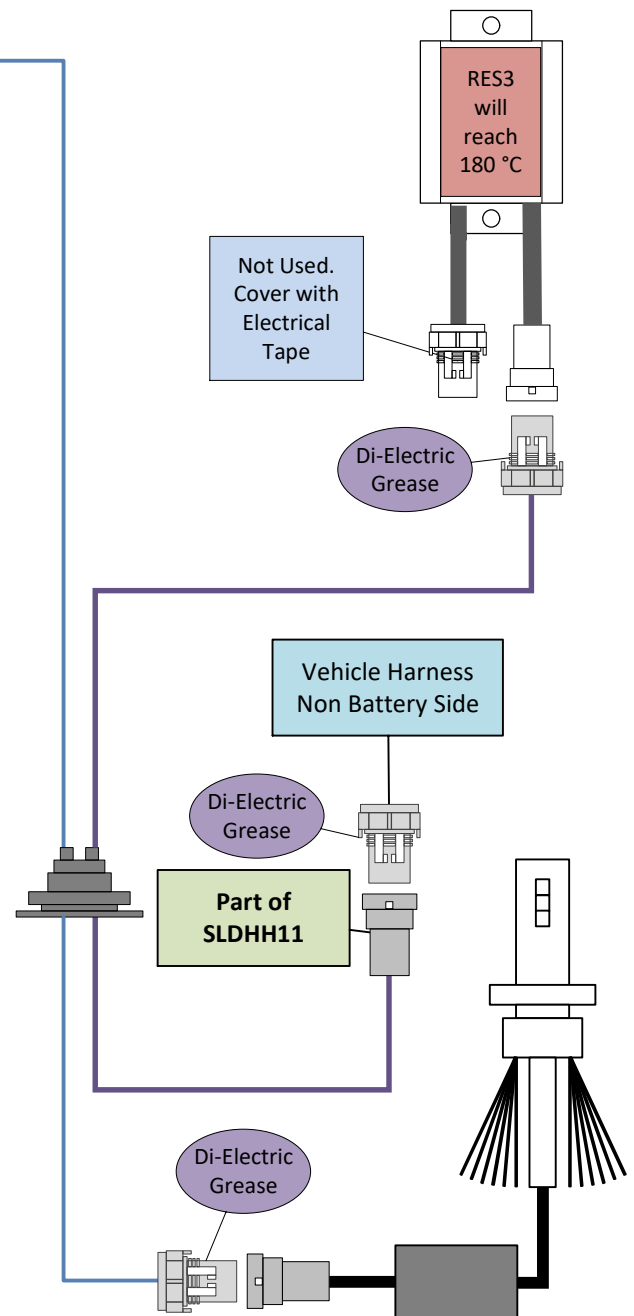 RES3
will
reach
180 °C
Not Used.
Cover with
Electrical
Tape
Di-Electric
Grease
Vehicle Harness
Non Battery Side
Di-Electric
Grease
Part of
SLDHH11
Di-Electric
Grease